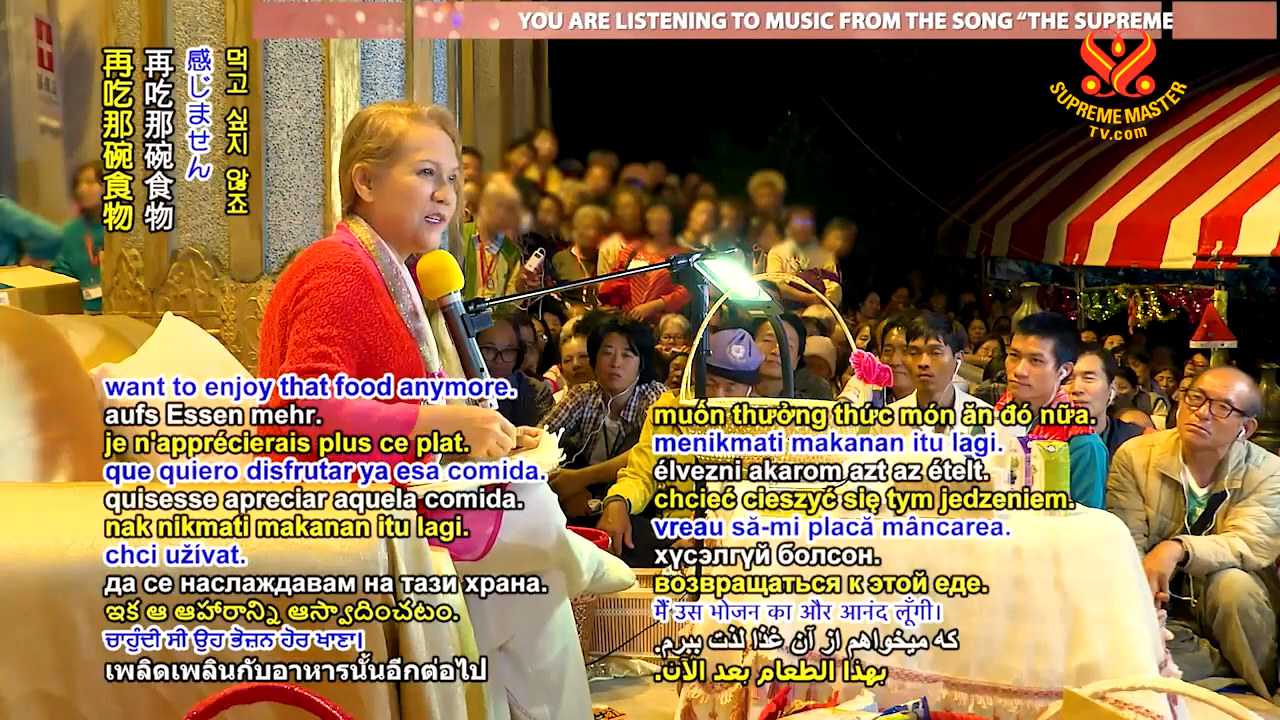 YOU ARE LISTENING TO MUSIC FROM THE SONG “THE SUPREME
SUPREME MASTER
TV.com
再吃那碗食物
再吃那碗食物
感じません
먹고 싶지 않죠
want to enjoy that food anymore.
aufs Essen mehr.
je n'apprécierais plus ce plat.
que quiero disfrutar ya esa comida.
quisesse apreciar aquela comida.
nak nikmati makanan itu lagi.
chci užívat.
да се наслаждавам на тази храна.
ఇక ఆ ఆహారాన్ని ఆస్వాదించటం.
ਚਾਹੁੰਦੀ ਸੀ ਉਹ ਭੋਜਨ ਹੋਰ ਖਾਣਾ।
เพลิดเพลินกับอาหารนั้นอีกต่อไป
muốn thưởng thức món ăn đó nữa.
menikmati makanan itu lagi.
élvezni akarom azt az ételt.
chcieć cieszyć się tym jedzeniem.
vreau să-mi placă mâncarea.
хүсэлгүй болсон.
возвращаться к этой еде.
मैं उस भोजन का और आनंद लूँगी।
که میخواهم از آن غذا لذت ببرم.
بهذا الطعام بعد الآن.